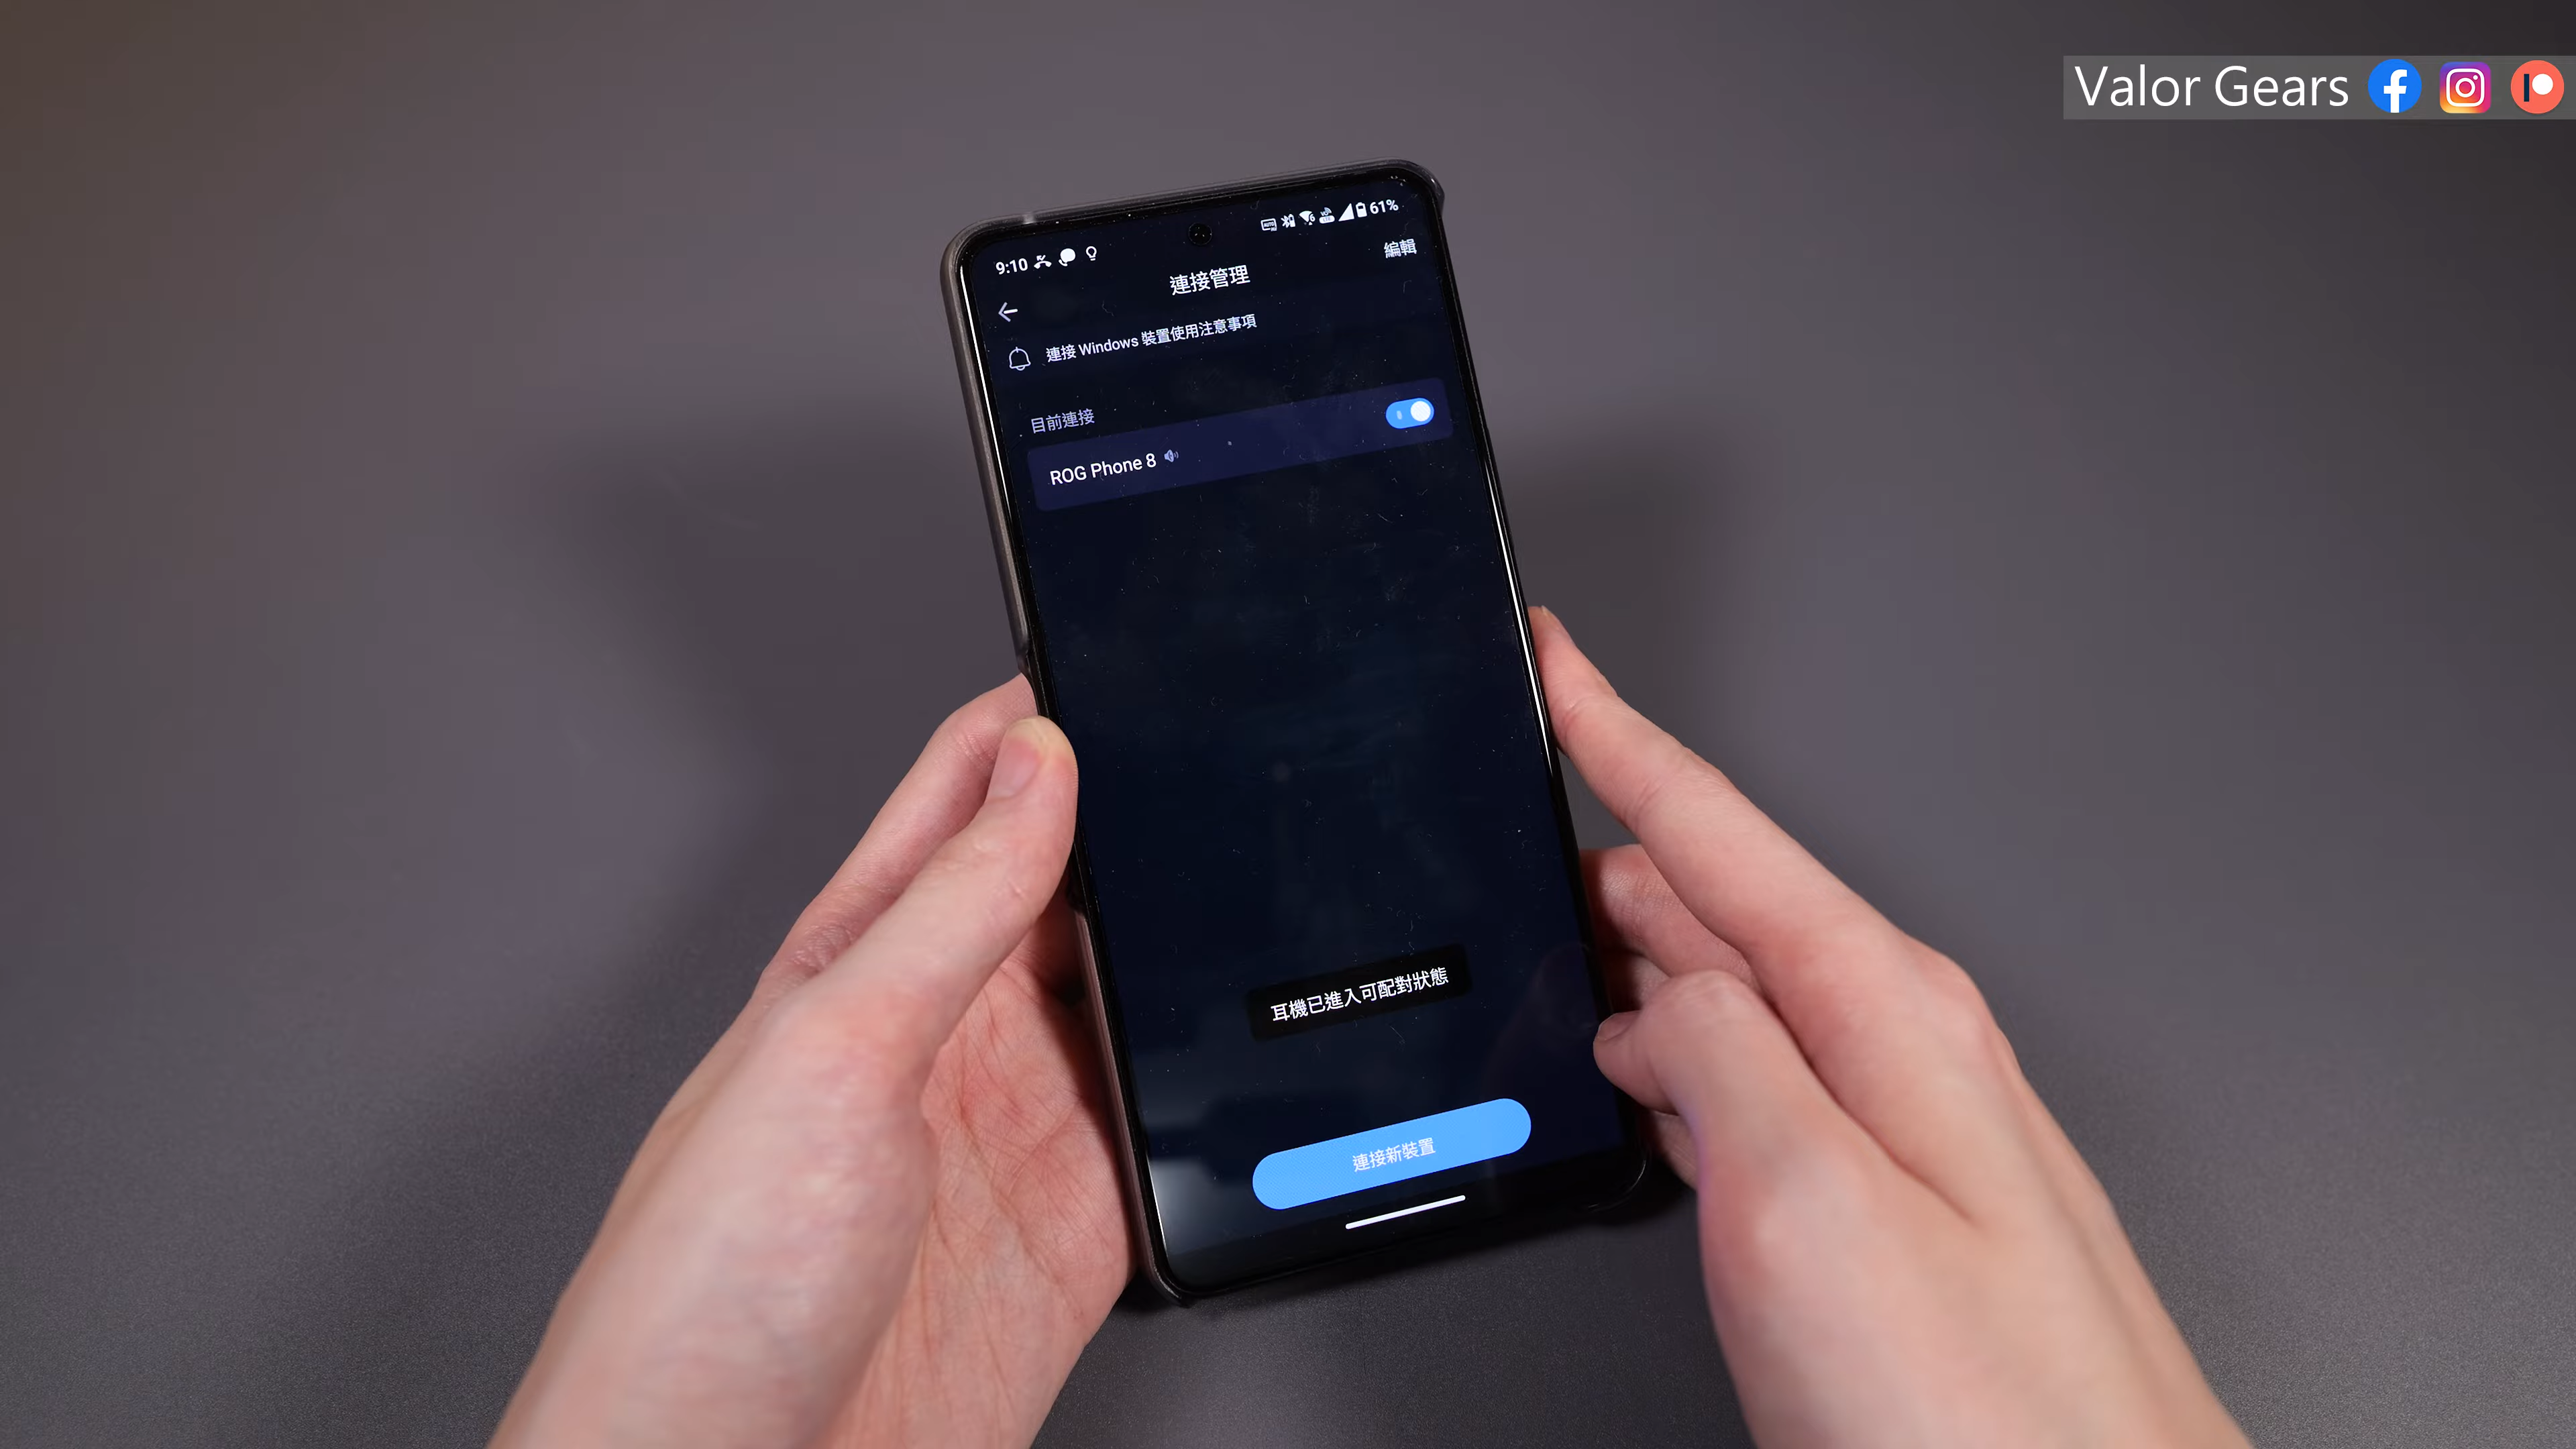 Valor Gears
9:10
61%
編輯
連接管理
連接 Windows 裝置使用注意事項
目前連接
ROG Phone 8
耳機已進入可配對狀態
連接新裝置